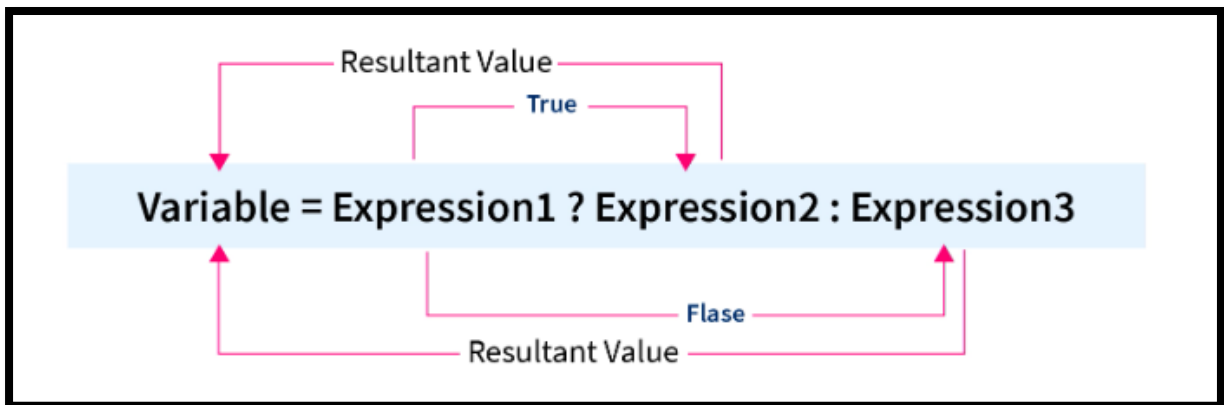 Resultant Value
True
Variable = Expression1 ? Expression2 : Expression3
Flase
Resultant Value